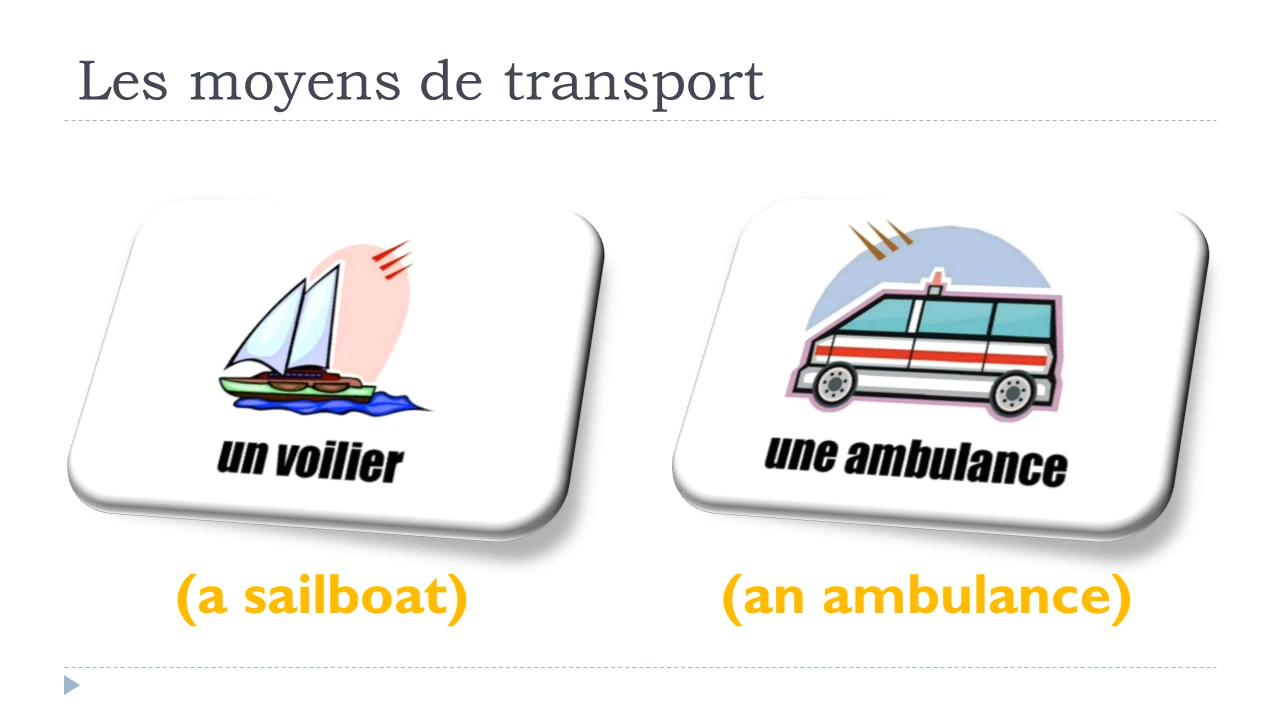 Les moyens de transport
un voilier
une ambulance
(a sailboat)
(an ambulance)